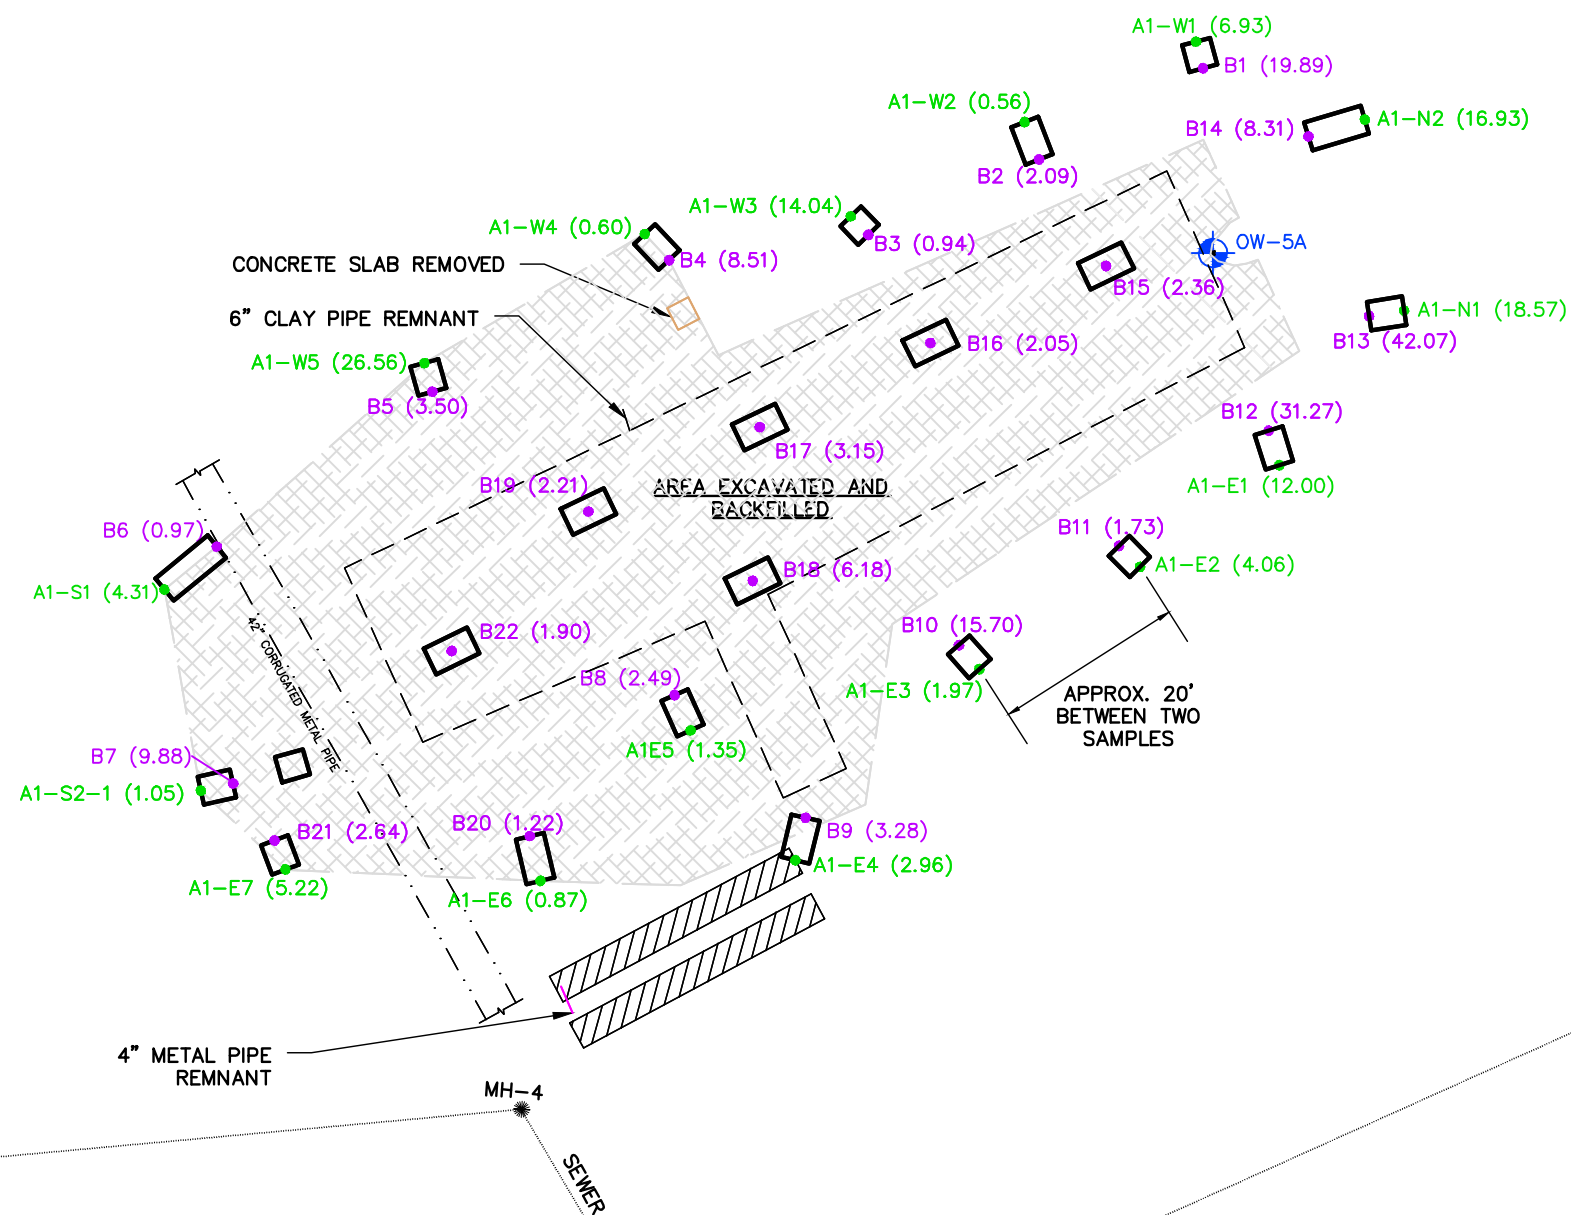 A1-W1 (6.93)
B1 (19.89)
A1-W2 (0.56)
B14 (8.31)
A1-N2 (16.93)
B2 (2.09)
A1-W3 (14.04)
A1-W4 (0.60)
B3 (0.94)
OW-5A
B4 (8.51)
CONCRETE SLAB REMOVED
B15 (2.36)
6" CLAY PIPE REMNANT
A1-N1 (18.57)
B13 (42.07)
B16 (2.05)
A1-W5 (26.56)
B5 (3.50)
B12 (31.27)
B17 (3.15)
B19 (2.21)
AREA EXCAVATED AND
BACKFILLED
A1-E1 (12.00)
B6 (0.97)
B11 (1.73)
A1-E2 (4.06)
B18 (6.18)
A1-S1 (4.31)
42" CORRUGATED METAL PIPE
B22 (1.90)
B10 (15.70)
B8 (2.49)
A1-E3 (1.97)
APPROX. 20'
BETWEEN TWO
SAMPLES
A1E5 (1.35)
B7 (9.88)
A1-S2-1 (1.05)
B21 (2.64)
B20 (1.22)
B9 (3.28)
A1-E4 (2.96)
A1-E7 (5.22)
A1-E6 (0.87)
4" METAL PIPE
REMNANT
MH-4
SEWER